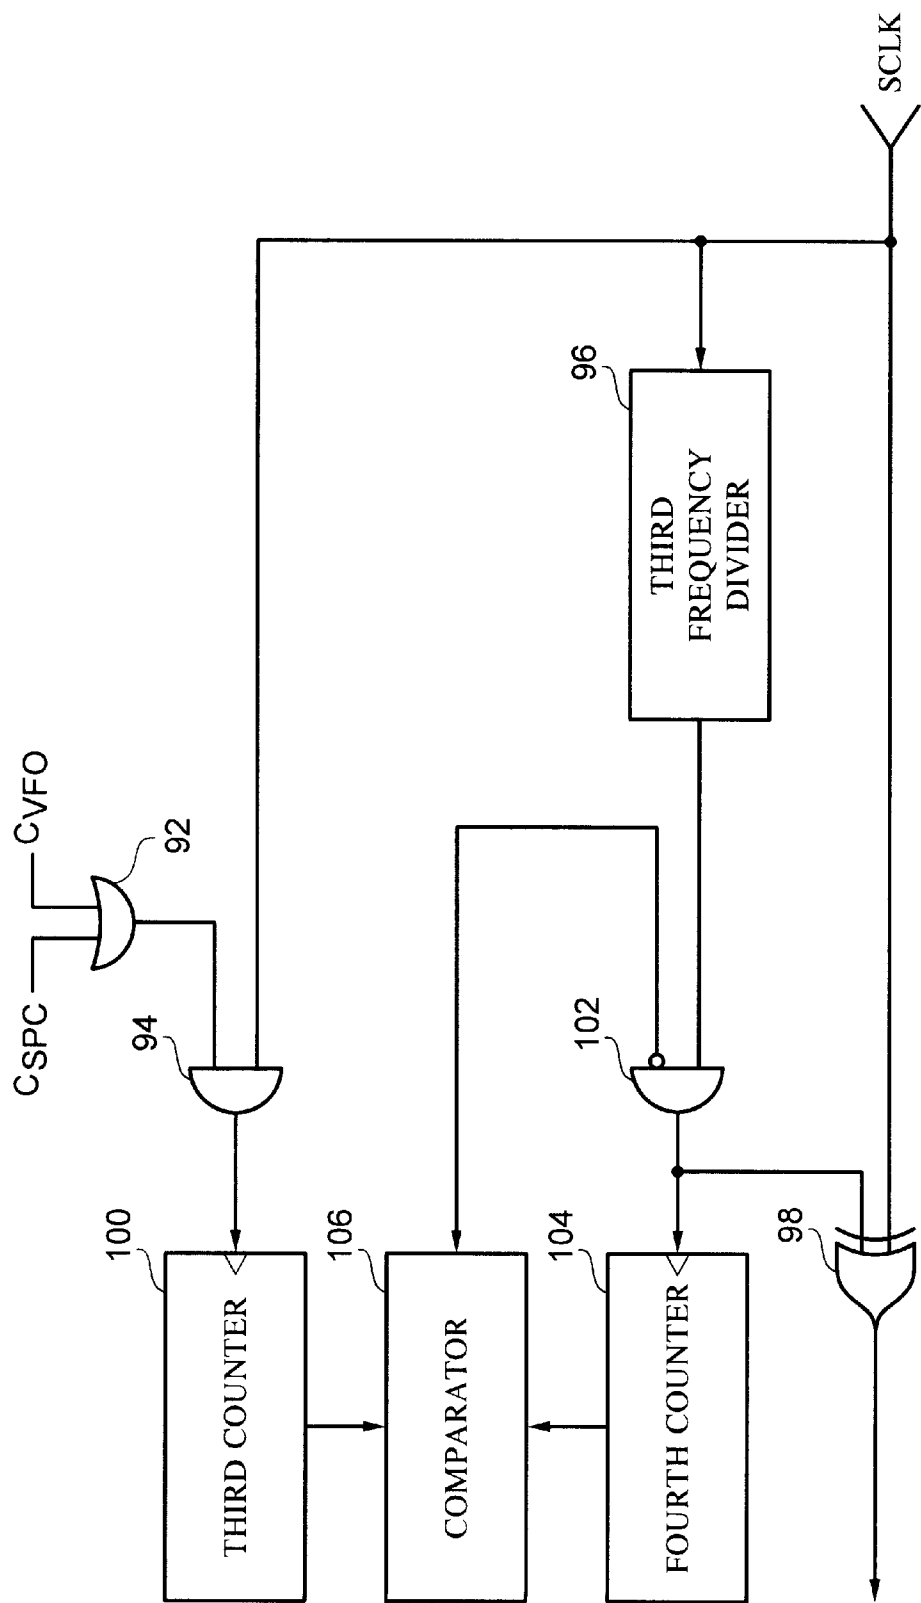 CSPC
CVFO
92
94
100
THIRD COUNTER
106
COMPARATOR
102
104
FOURTH COUNTER
96
THIRD
FREQUENCY
DIVIDER
98
SCLK